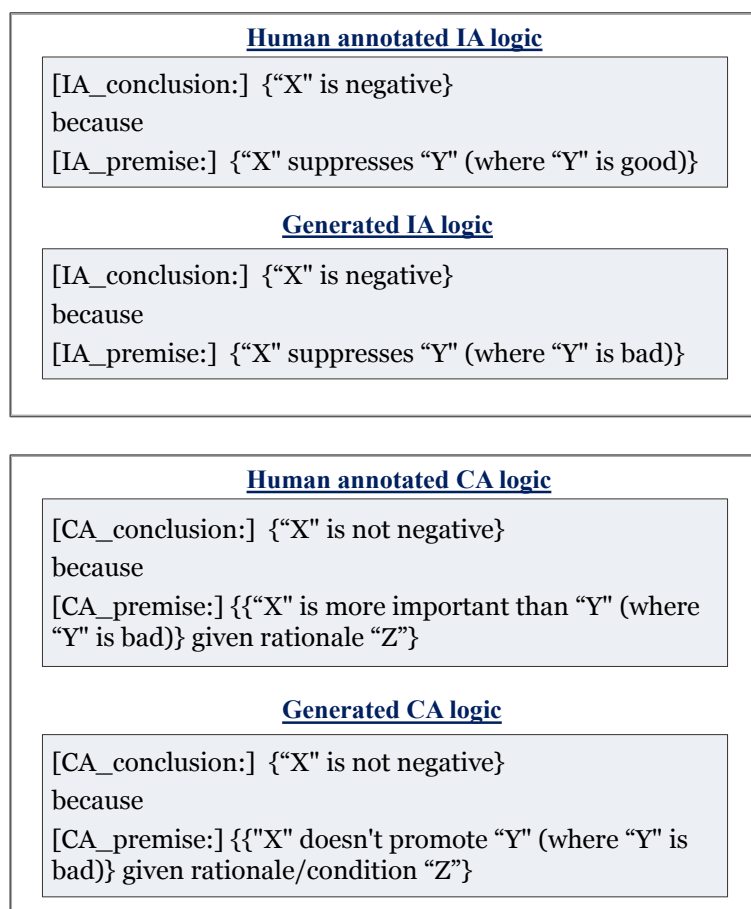 Human annotated IA logic
[IA_conclusion:] {“X" is negative}
because
[IA_premise:] {“X" suppresses “Y" (where “Y" is good)}
Generated IA logic
[IA_conclusion:] {“X" is negative}
because
[IA_premise:] {“X" suppresses “Y" (where “Y" is bad)}
Human annotated CA logic
[CA_conclusion:] {“X" is not negative}
because
[CA_premise:] {{“X" is more important than “Y" (where
“Y" is bad)} given rationale “Z”}
Generated CA logic
[CA_conclusion:] {“X" is not negative}
because
[CA_premise:] {{"X" doesn't promote “Y" (where “Y" is
bad)} given rationale/condition “Z”}